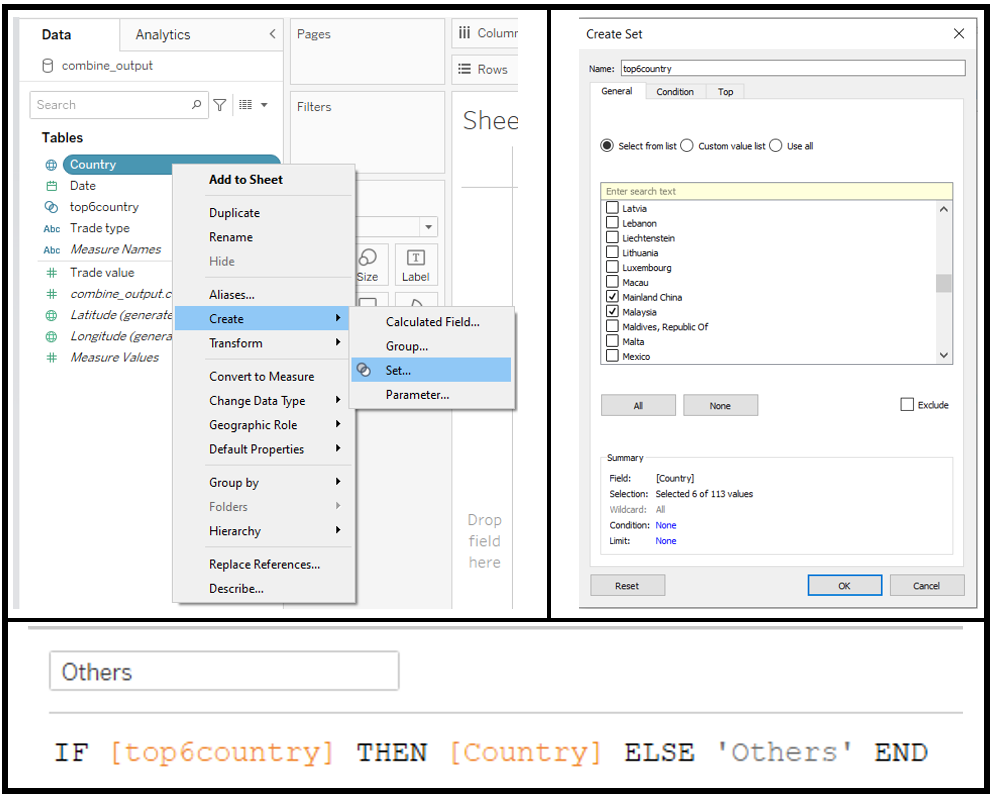 Data
Analytics
combine_output
Search
Tables
Country
Date
top6country
Trade type
Measure Names
Trade value
combine_output.c
Latitude (generate
Longitude (genera
Measure Values
Add to Sheet
Duplicate
Rename
Hide
Aliases...
Create
Transform
Convert to Measure
Change Data Type
Geographic Role
Default Properties
Group by
Folders
Hierarchy
Replace References...
Describe...
Calculated Field...
Group...
Set...
Parameter...
Pages
Filters
Size
Label
Colum
Rows
Shee
Drop
field
here
Create Set
Name: top6country
General Condition Top
Select from list Custom value list Use all
Enter search text
Latvia
Lebanon
Liechtenstein
Lithuania
Luxembourg
Macau
Mainland China
Malaysia
Maldives, Republic Of
Malta
Mexico
All None Exclude
Summary
Field: [Country]
Selection: Selected 6 of 113 values
Wildcard: All
Condition: None
Limit: None
Reset OK Cancel
Others
IF [top6country] THEN [Country] ELSE 'Others' END